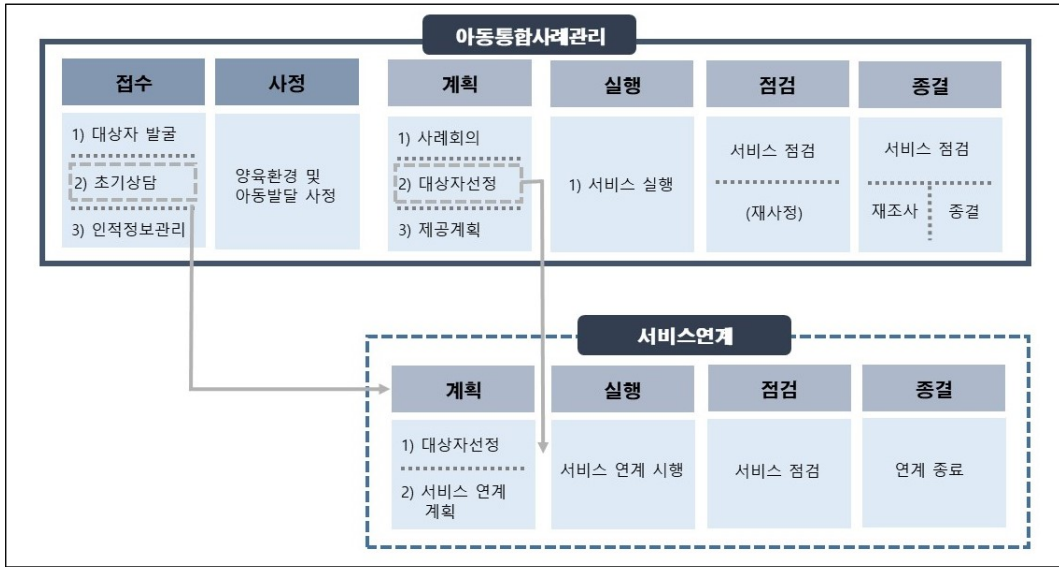 아동통합사례관리
접수
사정
계획
실행
점검
종결
1) 대상자 발굴
2) 초기상담
3) 인적정보관리
양육환경 및
아동발달 사정
1) 사례회의
2) 대상자선정
3) 제공계획
1) 서비스 실행
서비스 점검
(재사정)
서비스 점검
재조사
종결
서비스연계
계획
실행
점검
종결
1) 대상자선정
2) 서비스 연계
계획
서비스 연계 시행
서비스 점검
연계 종료